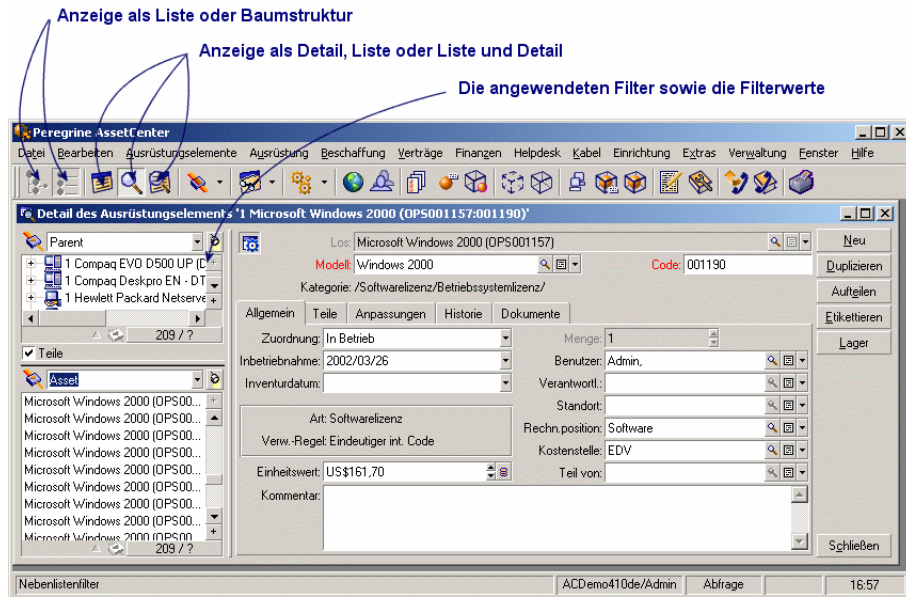 Anzeige als Liste oder Baumstruktur
Anzeige als Detail, Liste oder Liste und Detail
Die angewendeten Filter sowie die Filterwerte
Peregrine AssetCenter
Datei Bearbeiten Ausrüstungselemente Ausrüstung Beschaffung Verträge Finanzen Helpdesk Kabel Einrichtung Extras Verwaltung Fenster Hilfe
Detail des Ausrüstungselements '1 Microsoft Windows 2000 (OPS001157:001190)'
Parent
1 Compaq EVO D500 UP (D
1 Compaq Deskpro EN - DT
1 Hewlett Packard Netserve
209 / ?
Teile
Asset
Microsoft Windows 2000 (OPS00...
Microsoft Windows 2000 (OPS00...
Microsoft Windows 2000 (OPS00...
Microsoft Windows 2000 (OPS00...
Microsoft Windows 2000 (OPS00...
Microsoft Windows 2000 (OPS00...
Microsoft Windows 2000 (OPS00...
Microsoft Windows 2000 (OPS00...
Microsoft Windows 2000 (OPS00...
209 / ?
Los: Microsoft Windows 2000 (OPS001157)
Modell: Windows 2000 Code: 001190
Kategorie: /Softwarelizenz/Betriebssystemlizenz/
Allgemein Teile Anpassungen Historie Dokumente
Zuordnung: In Betrieb Menge: 1
Inbetriebnahme: 2002/03/26 Benutzer: Admin,
Inventurdatum: Verantwortl.:
Standort:
Art: Softwarelizenz
Rechn.position: Software
Verw.-Regel: Eindeutiger int. Code
Kostenstelle: EDV
Einheitswert: US$161,70 Teil von:
Kommentar:
Neu
Duplizieren
Aufteilen
Etikettieren
Lager
Schließen
Nebenlistenfilter ACDemo410de/Admin Abfrage 16:57